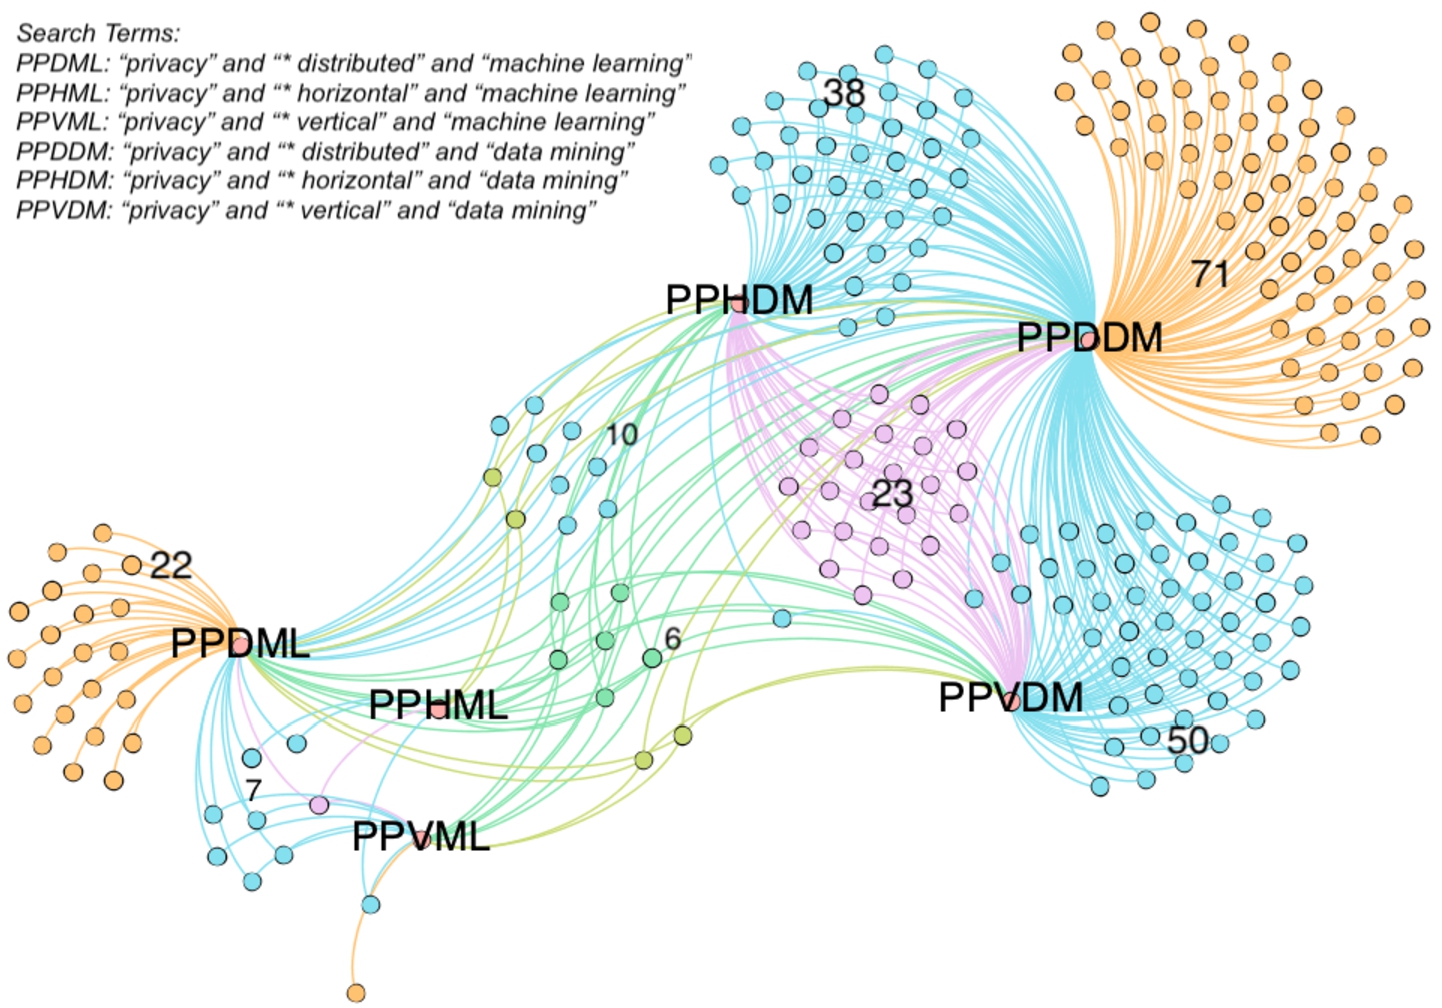 Search Terms:
PPDML: “privacy” and “* distributed” and “machine learning”
PPHML: “privacy” and “* horizontal” and “machine learning”
PPVML: “privacy” and “* vertical” and “machine learning”
PPDDM: “privacy” and “* distributed” and “data mining”
PPHDM: “privacy” and “* horizontal” and “data mining”
PPVDM: “privacy” and “* vertical” and “data mining”
38
71
PPHDM
PPDDM
10
23
22
PPDML
6
PPHML
PPVDM
50
7
PPVML